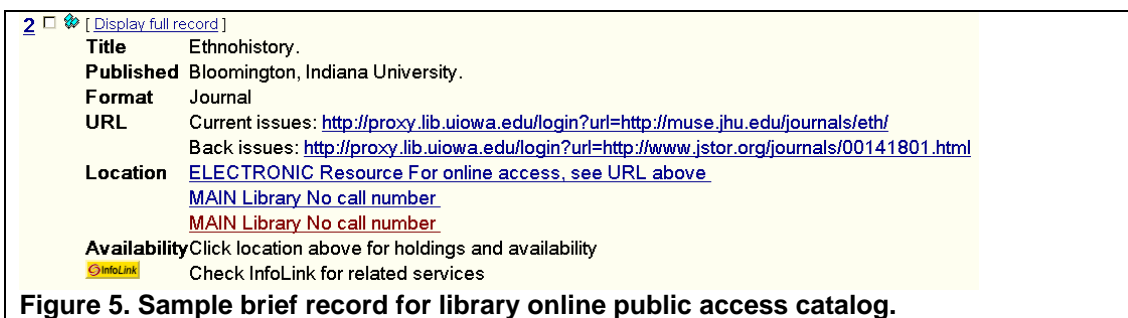 2 [ Display full record ]
Title Ethnohistory.
Published Bloomington, Indiana University.
Format Journal
URL Current issues: http://proxy.lib.uiowa.edu/login?url=http://muse.jhu.edu/journals/eth/
Back issues: http://proxy.lib.uiowa.edu/login?url=http://www.jstor.org/journals/00141801.html
Location ELECTRONIC Resource For online access, see URL above
MAIN Library No call number
MAIN Library No call number
Availability Click location above for holdings and availability
InfoLink Check InfoLink for related services
Figure 5. Sample brief record for library online public access catalog.